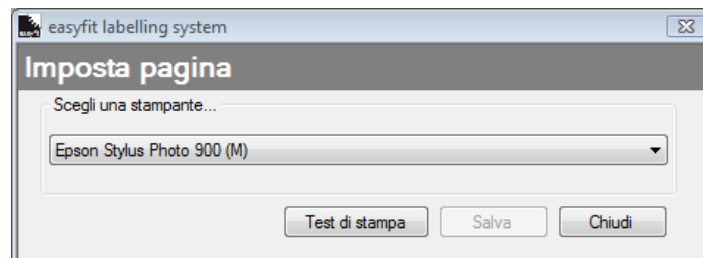 easyfit labelling system
Imposta pagina
Scegli una stampante...
Epson Stylus Photo 900 (M)
Test di stampa Salva Chiudi